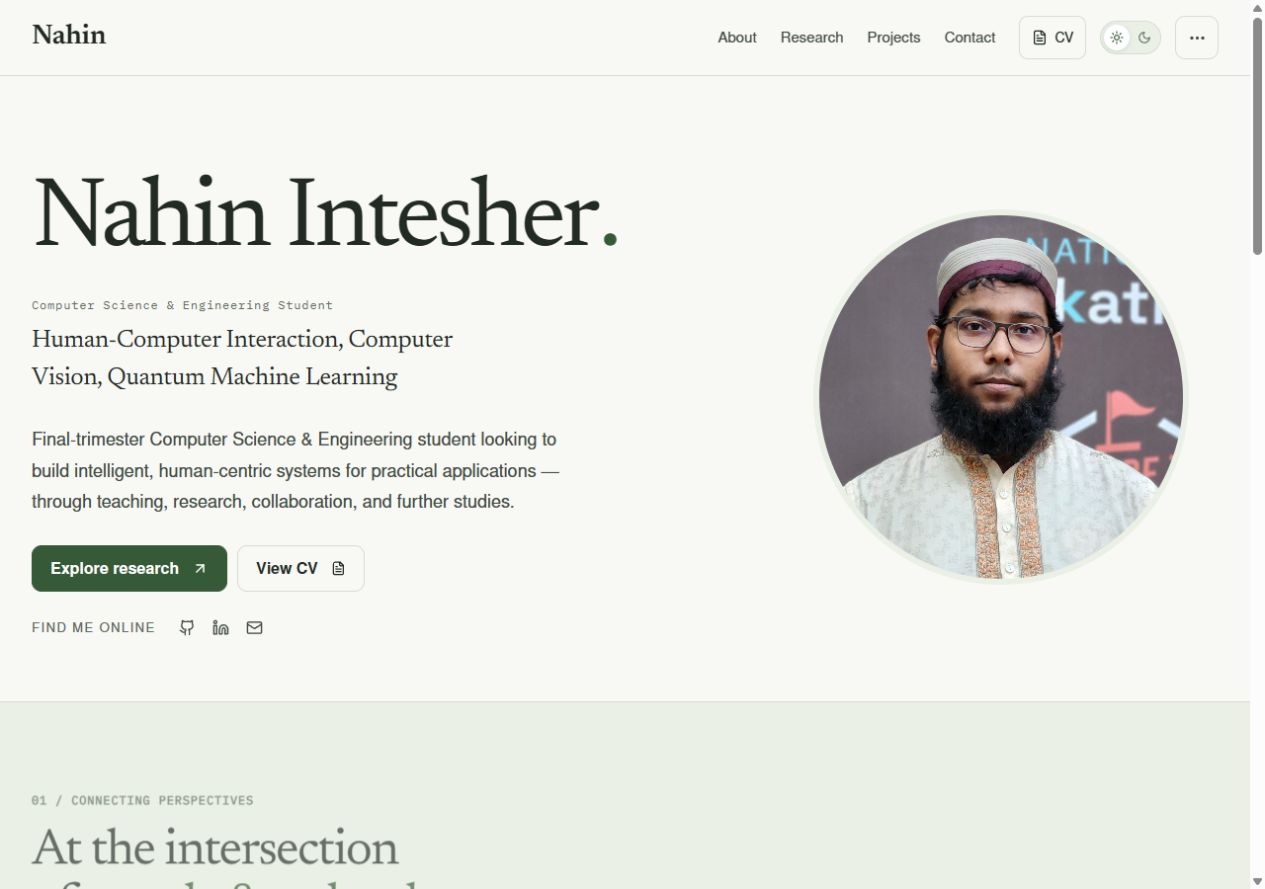 Nahin
About Research Projects Contact CV
Nahin Intesher.
Computer Science & Engineering Student
Human-Computer Interaction, Computer
Vision, Quantum Machine Learning
Final-trimester Computer Science & Engineering student looking to
build intelligent, human-centric systems for practical applications —
through teaching, research, collaboration, and further studies.
Explore research
View CV
FIND ME ONLINE
01 / CONNECTING PERSPECTIVES
At the intersection